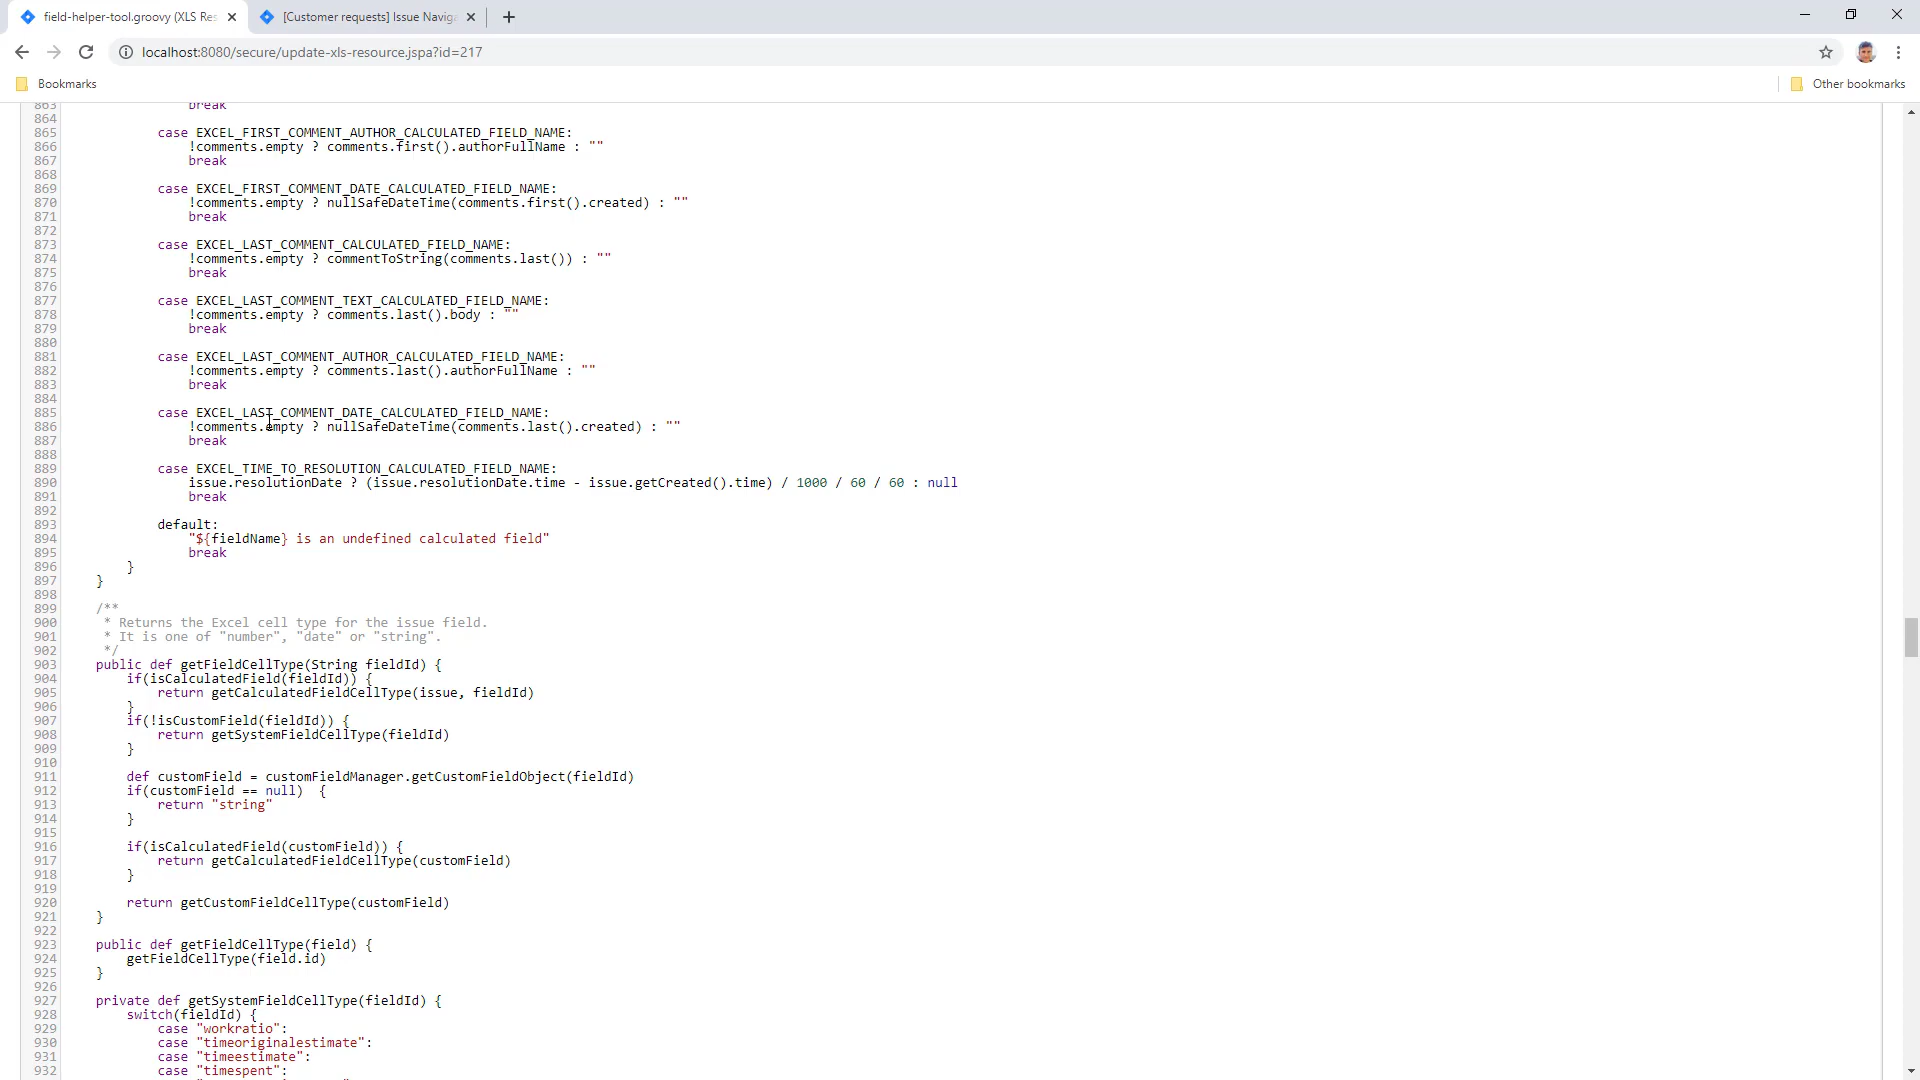 field-helper-tool.groovy (XLS Res
[Customer requests] Issue Naviga
localhost:8080/secure/update-xls-resource.jspa?id=217
Bookmarks
Other bookmarks
863 break
864
865 case EXCEL_FIRST_COMMENT_AUTHOR_CALCULATED_FIELD_NAME:
866 !comments.empty ? comments.first().authorFullName : ""
867 break
868
869 case EXCEL_FIRST_COMMENT_DATE_CALCULATED_FIELD_NAME:
870 !comments.empty ? nullSafeDateTime(comments.first().created) : ""
871 break
872
873 case EXCEL_LAST_COMMENT_CALCULATED_FIELD_NAME:
874 !comments.empty ? commentToString(comments.last()) : ""
875 break
876
877 case EXCEL_LAST_COMMENT_TEXT_CALCULATED_FIELD_NAME:
878 !comments.empty ? comments.last().body : ""
879 break
880
881 case EXCEL_LAST_COMMENT_AUTHOR_CALCULATED_FIELD_NAME:
882 !comments.empty ? comments.last().authorFullName : ""
883 break
884
885 case EXCEL_LAST_COMMENT_DATE_CALCULATED_FIELD_NAME:
886 !comments.empty ? nullSafeDateTime(comments.last().created) : ""
887 break
888
889 case EXCEL_TIME_TO_RESOLUTION_CALCULATED_FIELD_NAME:
890 issue.resolutionDate ? (issue.resolutionDate.time - issue.getCreated().time) / 1000 / 60 / 60 : null
891 break
892
893 default:
894 "${fieldName} is an undefined calculated field"
895 break
896 }
897 }
898
899 /**
900 * Returns the Excel cell type for the issue field.
901 * It is one of "number", "date" or "string".
902 */
903 public def getFieldCellType(String fieldId) {
904 if(isCalculatedField(fieldId)) {
905 return getCalculatedFieldCellType(issue, fieldId)
906 }
907 if(!isCustomField(fieldId)) {
908 return getSystemFieldCellType(fieldId)
909 }
910
911 def customField = customFieldManager.getCustomFieldObject(fieldId)
912 if(customField == null) {
913 return "string"
914 }
915
916 if(isCalculatedField(customField)) {
917 return getCalculatedFieldCellType(customField)
918 }
919
920 return getCustomFieldCellType(customField)
921 }
922
923 public def getFieldCellType(field) {
924 getFieldCellType(field.id)
925 }
926
927 private def getSystemFieldCellType(fieldId) {
928 switch(fieldId) {
929 case "workratio":
930 case "timeoriginalestimate":
931 case "timeestimate":
932 case "timespent":